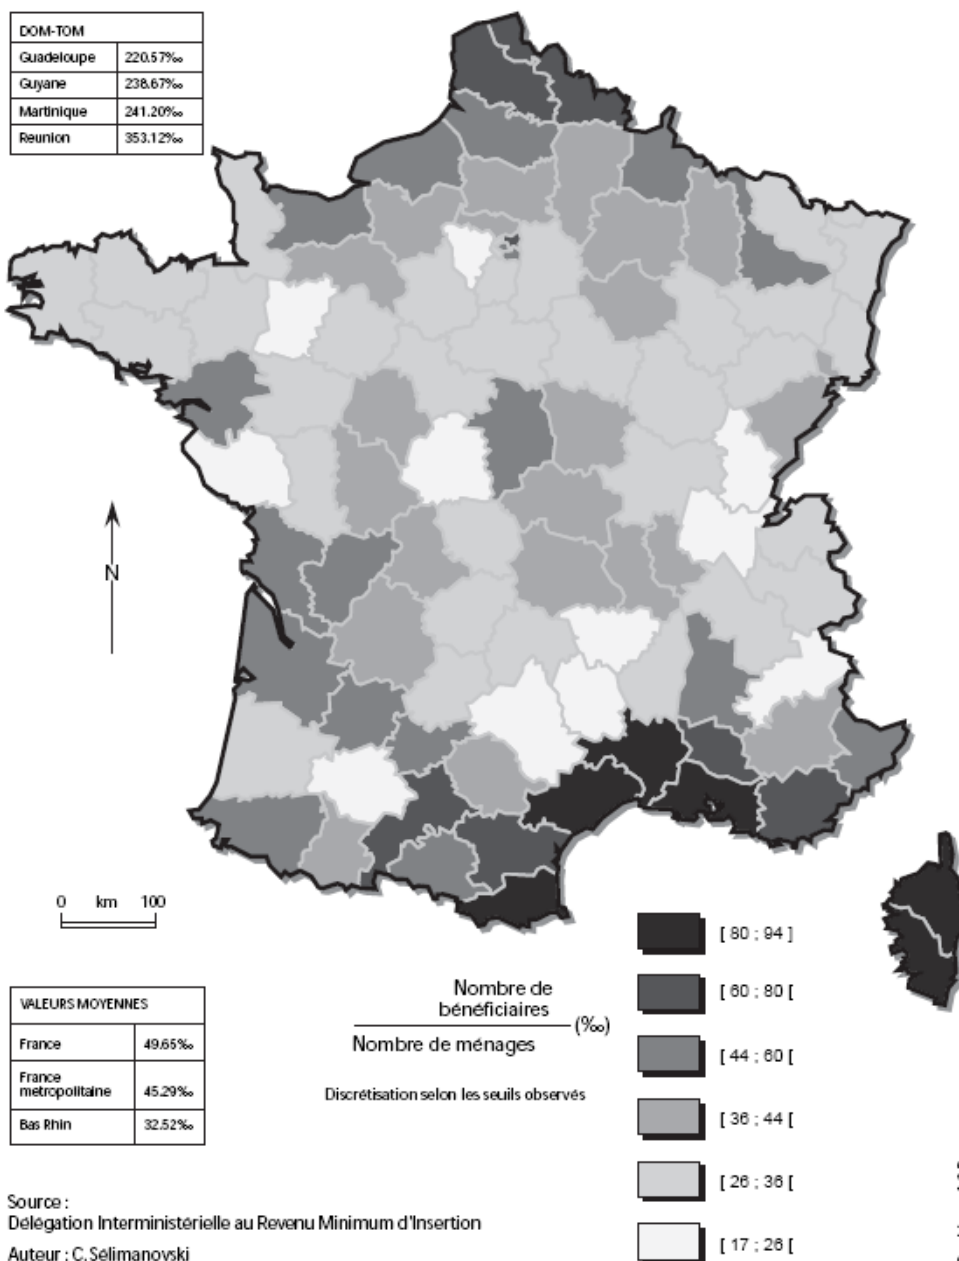 DOM-TOM
Guadeloupe 220.57‰
Guyane 238.67‰
Martinique 241.20‰
Reunion 353.12‰
N
0 km 100
VALEURS MOYENNES
France 49.65‰
France
metropolitaine 45.29‰
Bas Rhin 32.52‰
Nombre de
bénéficiaires
(‰)
Nombre de ménages
Discrétisation selon les seuils observés
[ 80 ; 94 ]
[ 60 ; 80 [
[ 44 ; 60 [
[ 36 ; 44 [
[ 26 ; 36 [
[ 17 ; 26 [
Source :
Délégation Interministérielle au Revenu Minimum d'Insertion
Auteur : C. Sélimanovski